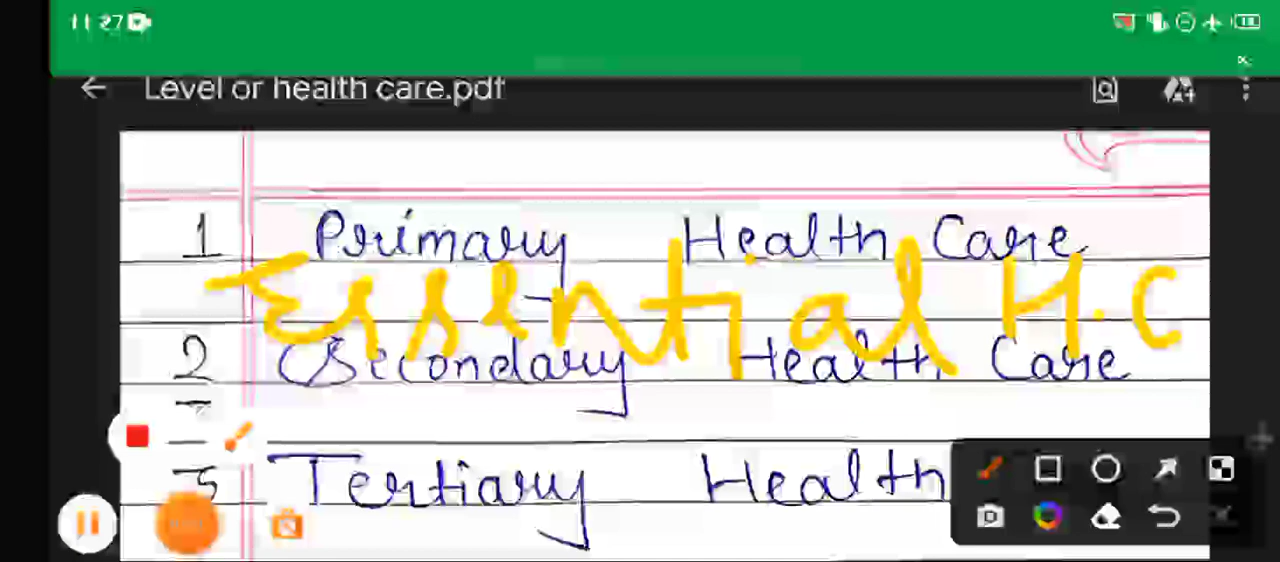 11:27
Level or health care.pdf
1 Primary Health Care
Essential H.C
2 Secondary Health Care
3 Tertiary Health